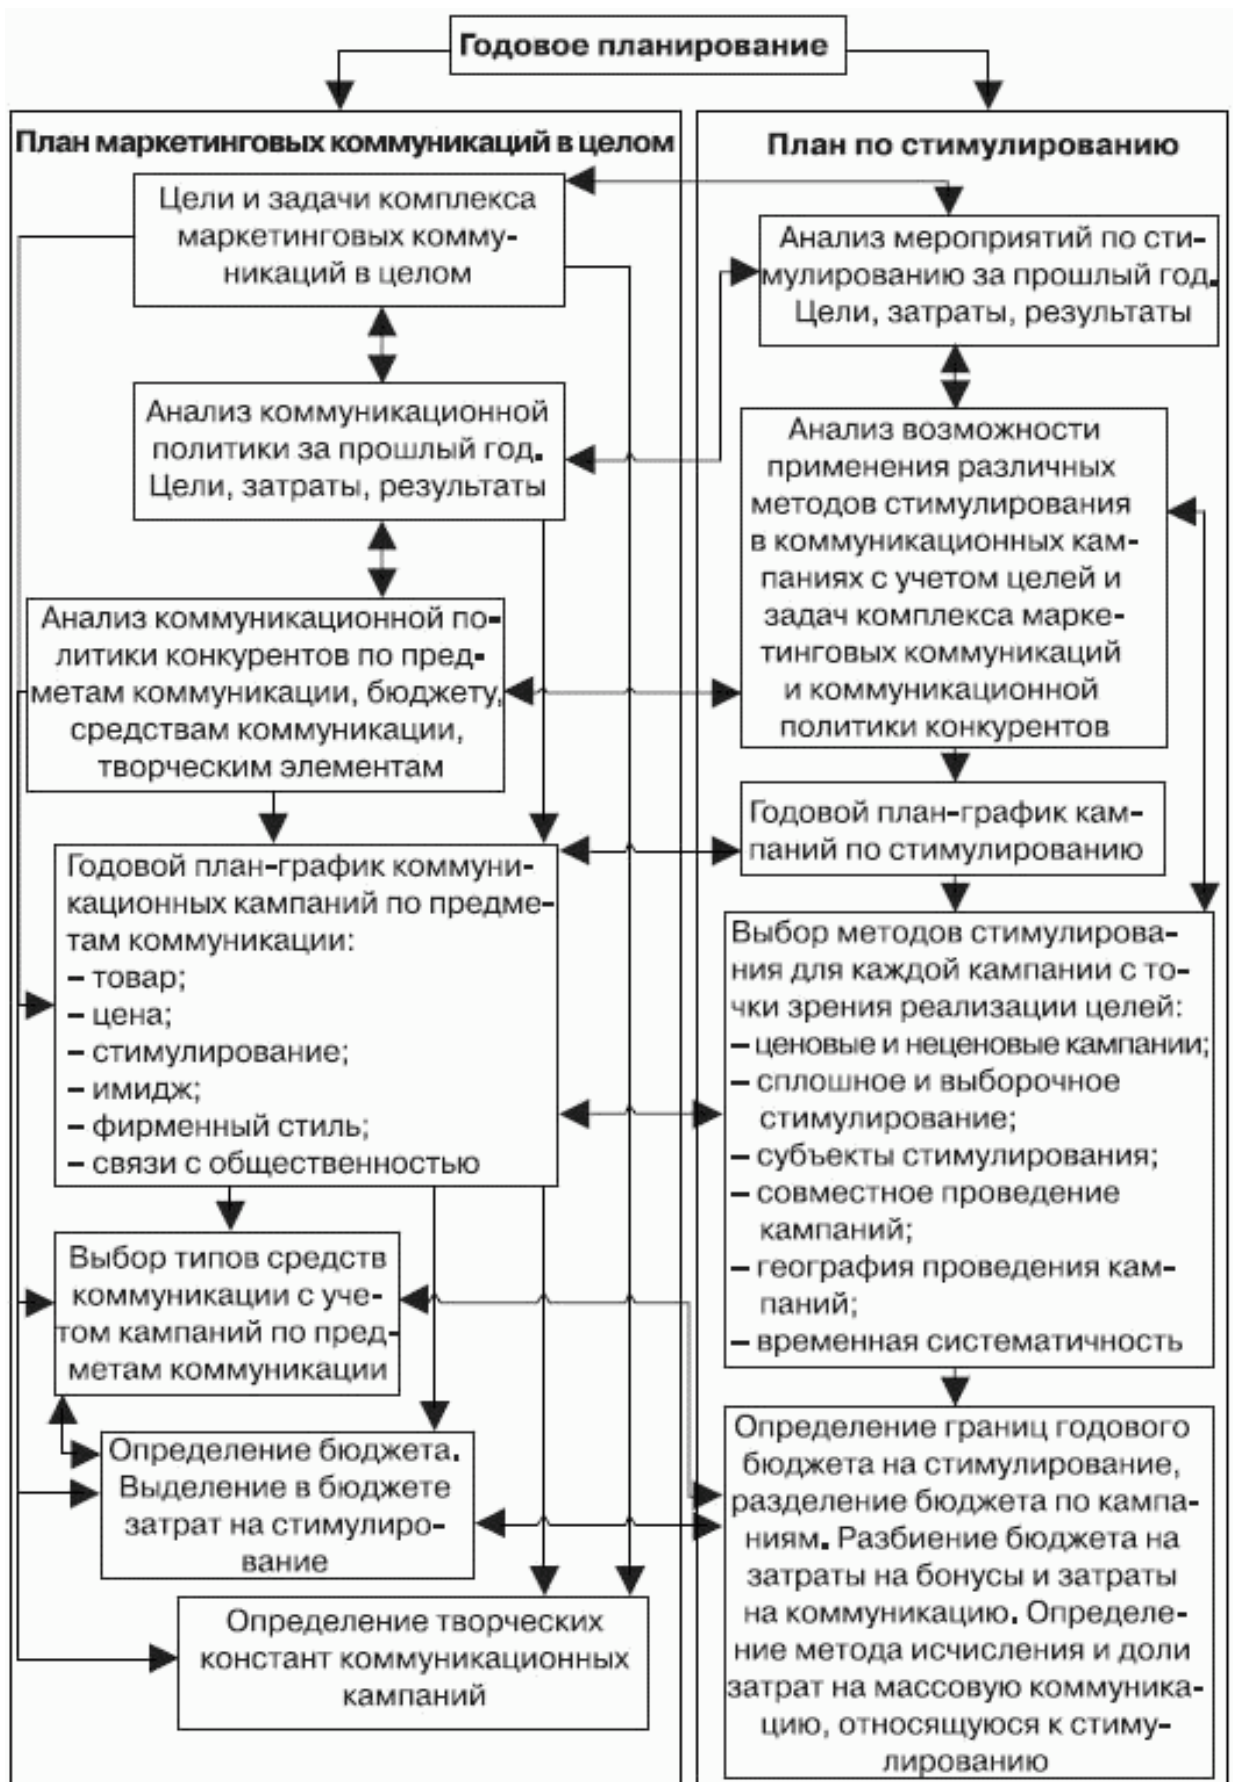 Годовое планирование
План маркетинговых коммуникаций в целом
Цели и задачи комплекса
маркетинговых комму-
никаций в целом
Анализ коммуникационной
политики за прошлый год.
Цели, затраты, результаты
Анализ коммуникационной по-
литики конкурентов по пред-
метам коммуникации, бюджету,
средствам коммуникации,
творческим элементам
Годовой план-график коммуни-
кационных кампаний по предме-
там коммуникации:
– товар;
– цена;
– стимулирование;
– имидж;
– фирменный стиль;
– связи с общественностью
Выбор типов средств
коммуникации с уче-
том кампаний по пред-
метам коммуникации
Определение бюджета.
Выделение в бюджете
затрат на стимулиро-
вание
Определение творческих
констант коммуникационных
кампаний
План по стимулированию
Анализ мероприятий по сти-
мулированию за прошлый год.
Цели, затраты, результаты
Анализ возможности
применения различных
методов стимулирования
в коммуникационных кам-
паниях с учетом целей и
задач комплекса марке-
тинговых коммуникаций
и коммуникационной
политики конкурентов
Годовой план-график кам-
паний по стимулированию
Выбор методов стимулирова-
ния для каждой кампании с то-
чки зрения реализации целей:
– ценовые и неценовые кампании;
– сплошное и выборочное
стимулирование;
– субъекты стимулирования;
– совместное проведение
кампаний;
– география проведения кам-
паний;
– временная систематичность
Определение границ годового
бюджета на стимулирование,
разделение бюджета по кампа-
ниям. Разбиение бюджета на
затраты на бонусы и затраты
на коммуникацию. Определе-
ние метода исчисления и доли
затрат на массовую коммуника-
цию, относящуюся к стиму-
лированию